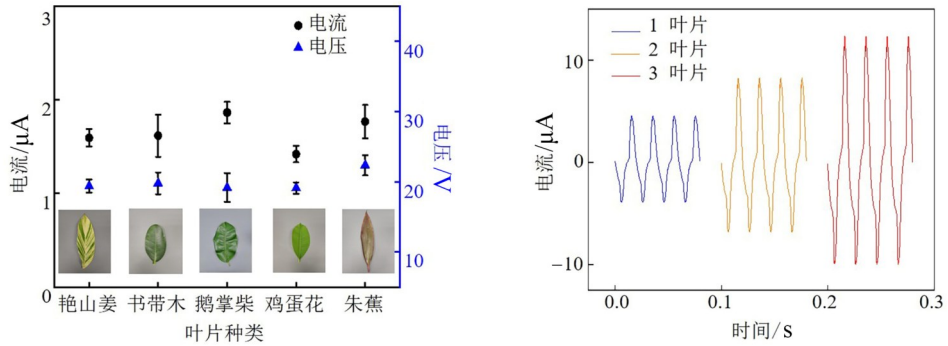 3
2
1
0
电流/μA
电流
电压
40
30
20
10
电压/V
艳山姜 书带木 鹅掌柴 鸡蛋花 朱蕉
叶片种类
10
0
−10
电流/μA
1 叶片
2 叶片
3 叶片
0.0 0.1 0.2 0.3
时间/s